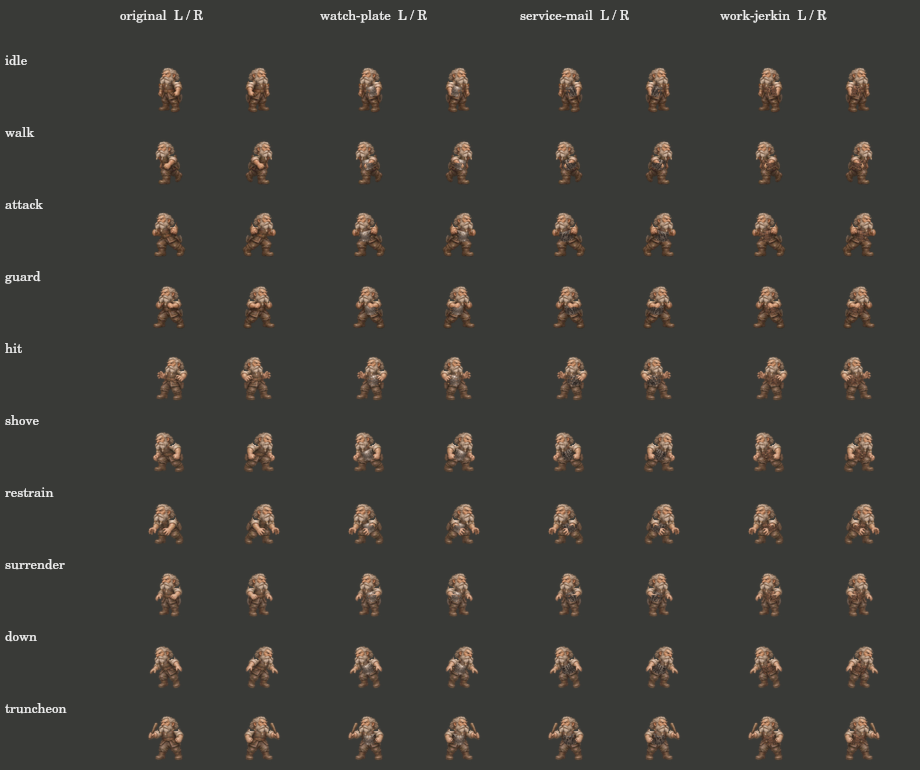 original L / R watch-plate L / R service-mail L / R work-jerkin L / R
idle
walk
attack
guard
hit
shove
restrain
surrender
down
truncheon